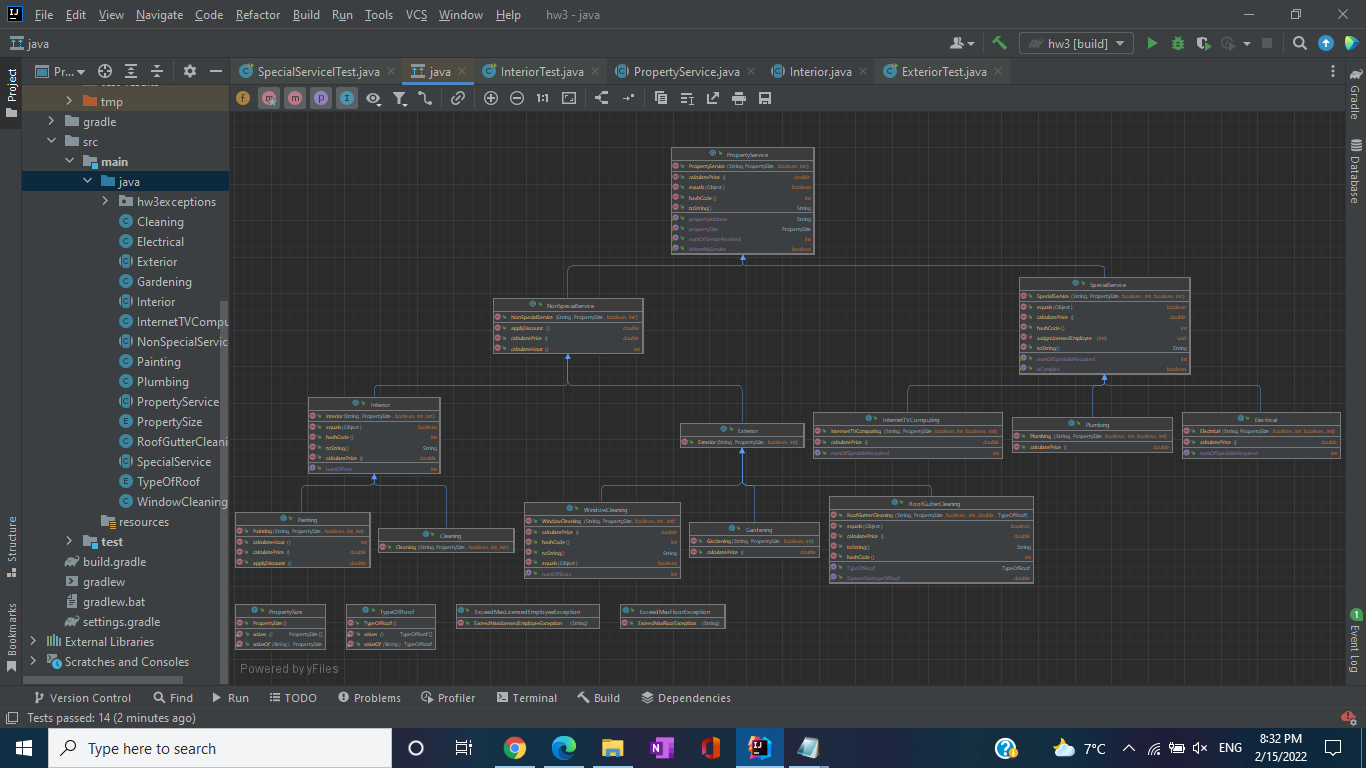 File Edit View Navigate Code Refactor Build Run Tools VCS Window Help hw3 - java
java
hw3 [build]
Project
Pr...
SpecialServiceITest.java java InteriorTest.java PropertyService.java Interior.java ExteriorTest.java
tmp
gradle
src
main
java
hw3exceptions
Cleaning
Electrical
Exterior
Gardening
Interior
InternetTVCompu
NonSpecialServic
Painting
Plumbing
PropertyService
PropertySize
RoofGutterCleani
SpecialService
TypeOfRoof
WindowCleaning
resources
test
build.gradle
gradlew
gradlew.bat
settings.gradle
External Libraries
Scratches and Consoles
Structure
Bookmarks
Gradle
Database
Event Log
1:1
PropertyService
PropertyService (String, PropertySize, boolean, int)
calculatePrice () double
equals(Object) boolean
hashCode() int
toString() String
propertyAddress String
propertySize PropertySize
boolean
NonSpecialService
NonSpecialService (String, PropertySize, boolean, int)
applyDiscount () double
calculatePrice () double
calculateHour () int
SpecialService
SpecialService (String, PropertySize, boolean, int, boolean, int)
equals(Object) boolean
calculatePrice () double
hashCode() int
assignLicensedEmployee (int) void
toString() String
numOfSpecialistRequired int
isComplex boolean
Interior
Interior (String, PropertySize, boolean, int, int)
equals(Object) boolean
hashCode() int
toString() String
calculatePrice () double
int
Exterior
Exterior (String, PropertySize, boolean, int)
InternetTVComputing
InternetTVComputing (String, PropertySize, boolean, int, boolean, int)
calculatePrice () double
numOfSpecialistRequired int
Plumbing
Plumbing (String, PropertySize, boolean, int, boolean, int)
calculatePrice () double
Electrical
Electrical (String, PropertySize, boolean, int, boolean, int)
calculatePrice () double
numOfSpecialistRequired int
Painting
Painting (String, PropertySize, boolean, int, int)
calculateHour () int
calculatePrice () double
applyDiscount () double
Cleaning
Cleaning (String, PropertySize, boolean, int, int)
WindowCleaning
WindowCleaning (String, PropertySize, boolean, int, int)
calculatePrice () double
hashCode() int
toString() String
equals(Object) boolean
int
Gardening
Gardening (String, PropertySize, boolean, int)
calculatePrice () double
RoofGutterCleaning
RoofGutterCleaning (String, PropertySize, boolean, int, double, TypeOfRoof)
equals(Object) boolean
calculatePrice () double
toString() String
hashCode() int
TypeOfRoof TypeOfRoof
double
PropertySize
PropertySize ()
values () PropertySize []
valueOf (String) PropertySize
TypeOfRoof
TypeOfRoof ()
values () TypeOfRoof []
valueOf (String) TypeOfRoof
ExceedMaxLicensedEmployeeException
ExceedMaxLicensedEmployeeException (String)
ExceedMaxFloorException
ExceedMaxFloorException (String)
Powered by yFiles
Version Control Find Run TODO Problems Profiler Terminal Build Dependencies
Tests passed: 14 (2 minutes ago)
Type here to search
7°C ENG 8:32 PM
2/15/2022